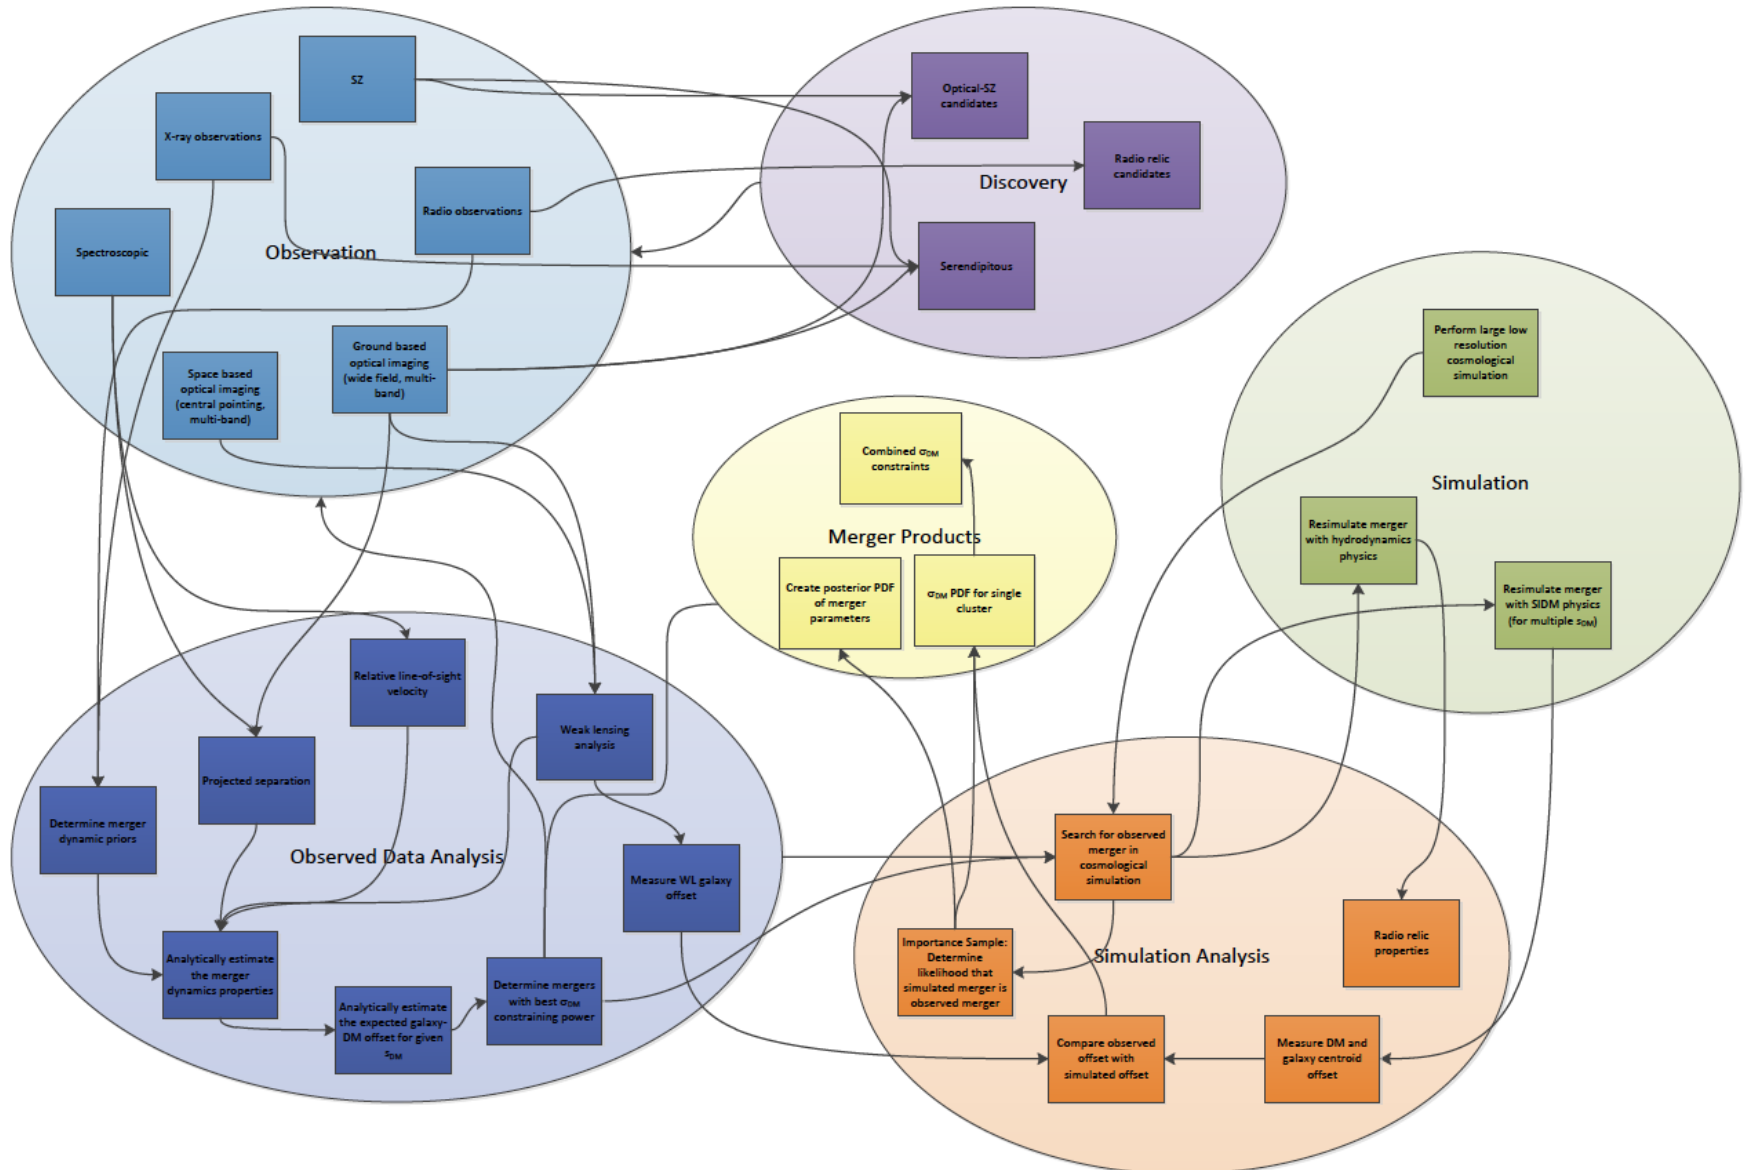 SZ
X-ray observations
Radio observations
Spectroscopic
Observation
Space based
optical imaging
(central pointing,
multi-band)
Ground based
optical imaging
(wide field, multi-
band)
Optical-SZ
candidates
Radio relic
candidates
Discovery
Serendipitous
Perform large low
resolution
cosmological
simulation
Simulation
Resimulate merger
with hydrodynamics
physics
Resimulate merger
with SIDM physics
(for multiple sDM)
Combined σDM
constraints
Merger Products
Create posterior PDF
of merger
parameters
σDM PDF for single
cluster
Relative line-of-sight
velocity
Weak lensing
analysis
Projected separation
Determine merger
dynamic priors
Observed Data Analysis
Measure WL galaxy
offset
Analytically estimate
the merger
dynamics properties
Analytically estimate
the expected galaxy-
DM offset for given
sDM
Determine mergers
with best σDM
constraining power
Search for observed
merger in
cosmological
simulation
Radio relic
properties
Importance Sample:
Determine
likelihood that
simulated merger is
observed merger
Simulation Analysis
Compare observed
offset with
simulated offset
Measure DM and
galaxy centroid
offset